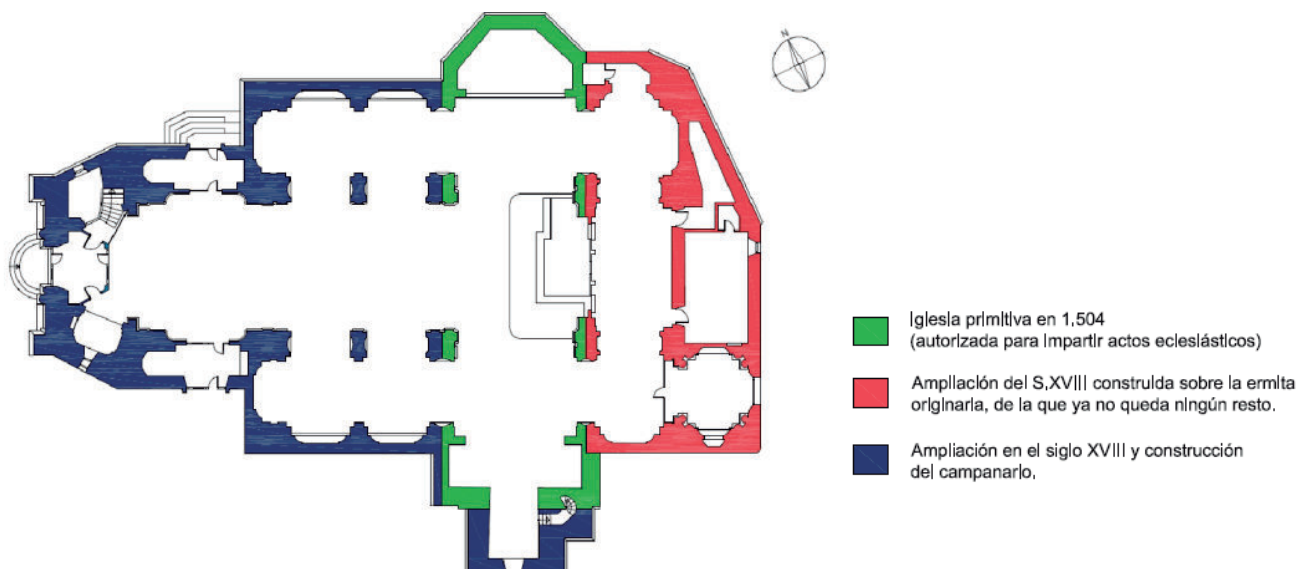 N
Iglesia primitiva en 1.504
(autorizada para impartir actos eclesiásticos)
Ampliación del S.XVIII construida sobre la ermita
originaria, de la que ya no queda ningún resto.
Ampliación en el siglo XVIII y construcción
del campanario.